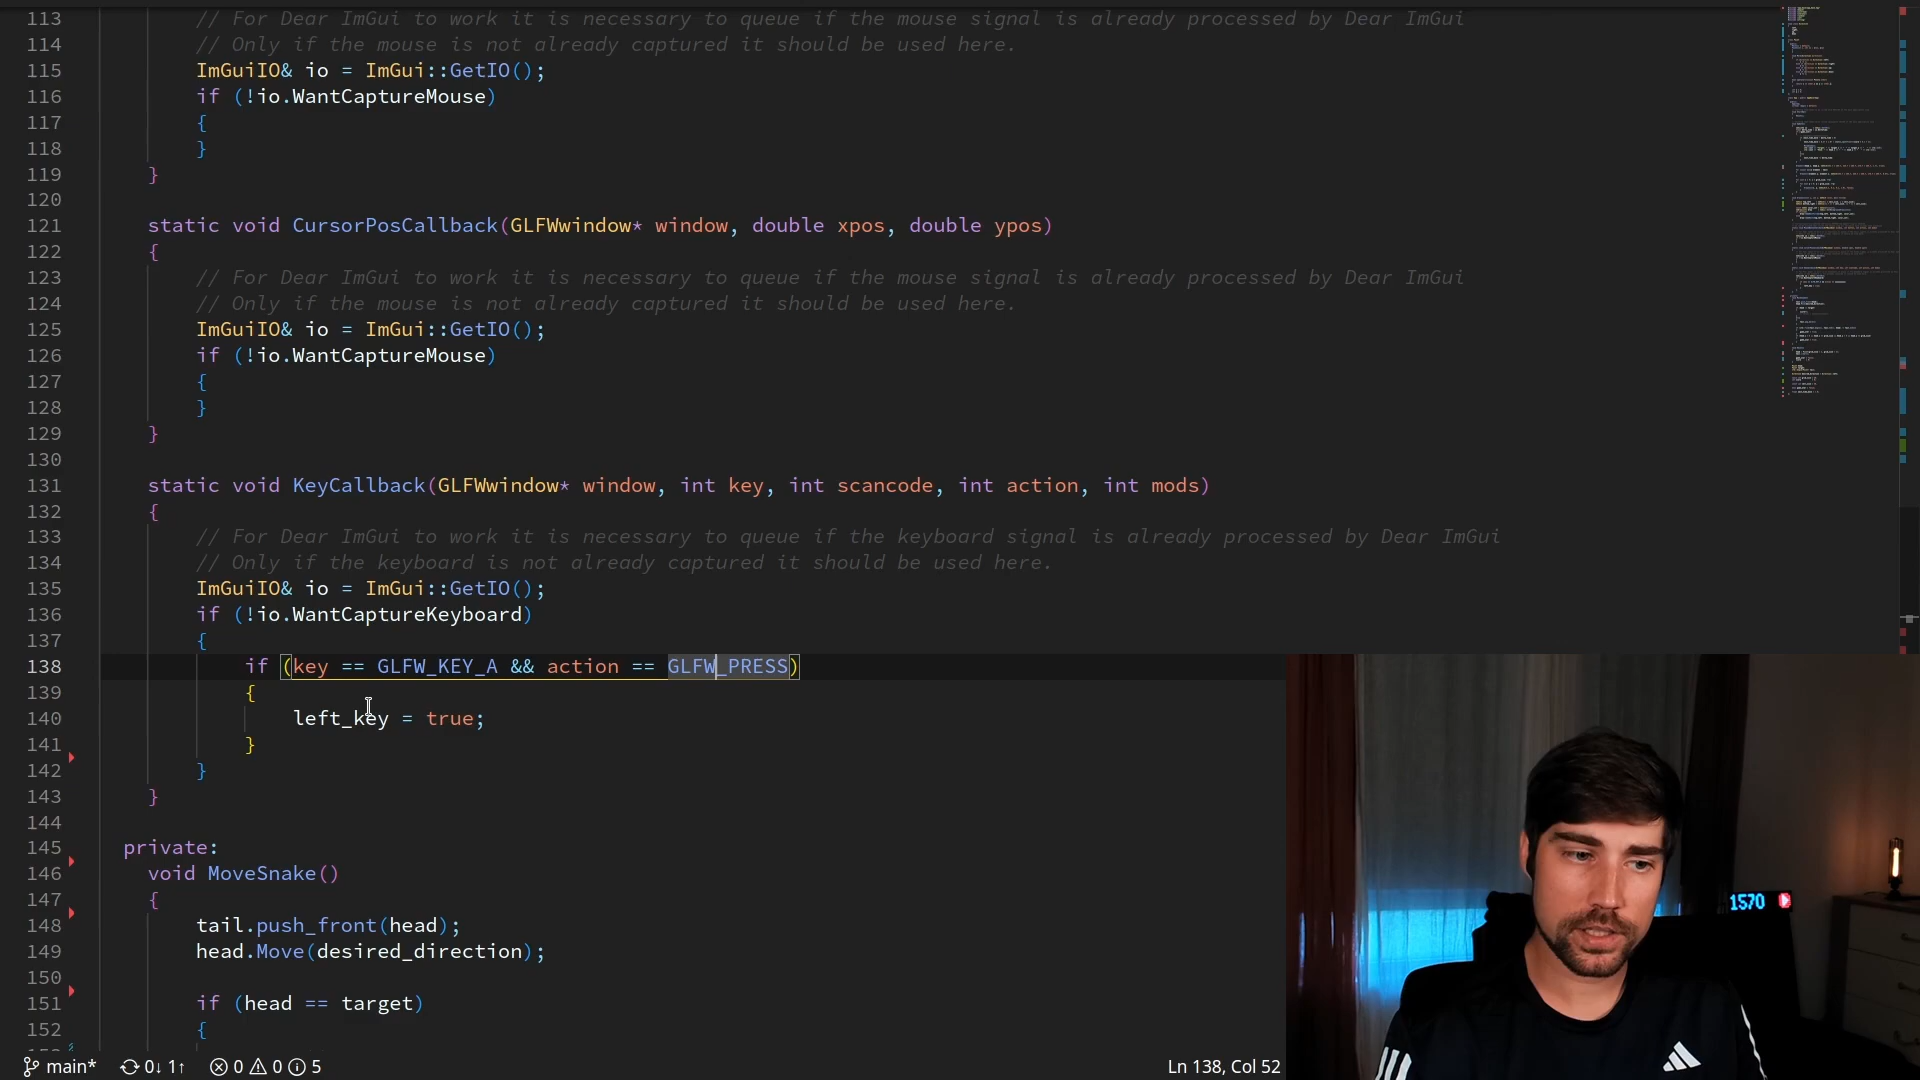 113 // For Dear ImGui to work it is necessary to queue if the mouse signal is already processed by Dear ImGui
114 // Only if the mouse is not already captured it should be used here.
115 ImGuiIO& io = ImGui::GetIO();
116 if (!io.WantCaptureMouse)
117 {
118 }
119 }
120
121 static void CursorPosCallback(GLFWwindow* window, double xpos, double ypos)
122 {
123 // For Dear ImGui to work it is necessary to queue if the mouse signal is already processed by Dear ImGui
124 // Only if the mouse is not already captured it should be used here.
125 ImGuiIO& io = ImGui::GetIO();
126 if (!io.WantCaptureMouse)
127 {
128 }
129 }
130
131 static void KeyCallback(GLFWwindow* window, int key, int scancode, int action, int mods)
132 {
133 // For Dear ImGui to work it is necessary to queue if the keyboard signal is already processed by Dear ImGui
134 // Only if the keyboard is not already captured it should be used here.
135 ImGuiIO& io = ImGui::GetIO();
136 if (!io.WantCaptureKeyboard)
137 {
138 if (key == GLFW_KEY_A && action == GLFW_PRESS)
139 {
140 left_key = true;
141 }
142 }
143 }
144
145 private:
146 void MoveSnake()
147 {
148 tail.push_front(head);
149 head.Move(desired_direction);
150
151 if (head == target)
152 {
1570
main* 0↓ 1↑ 0 0 5 Ln 138, Col 52